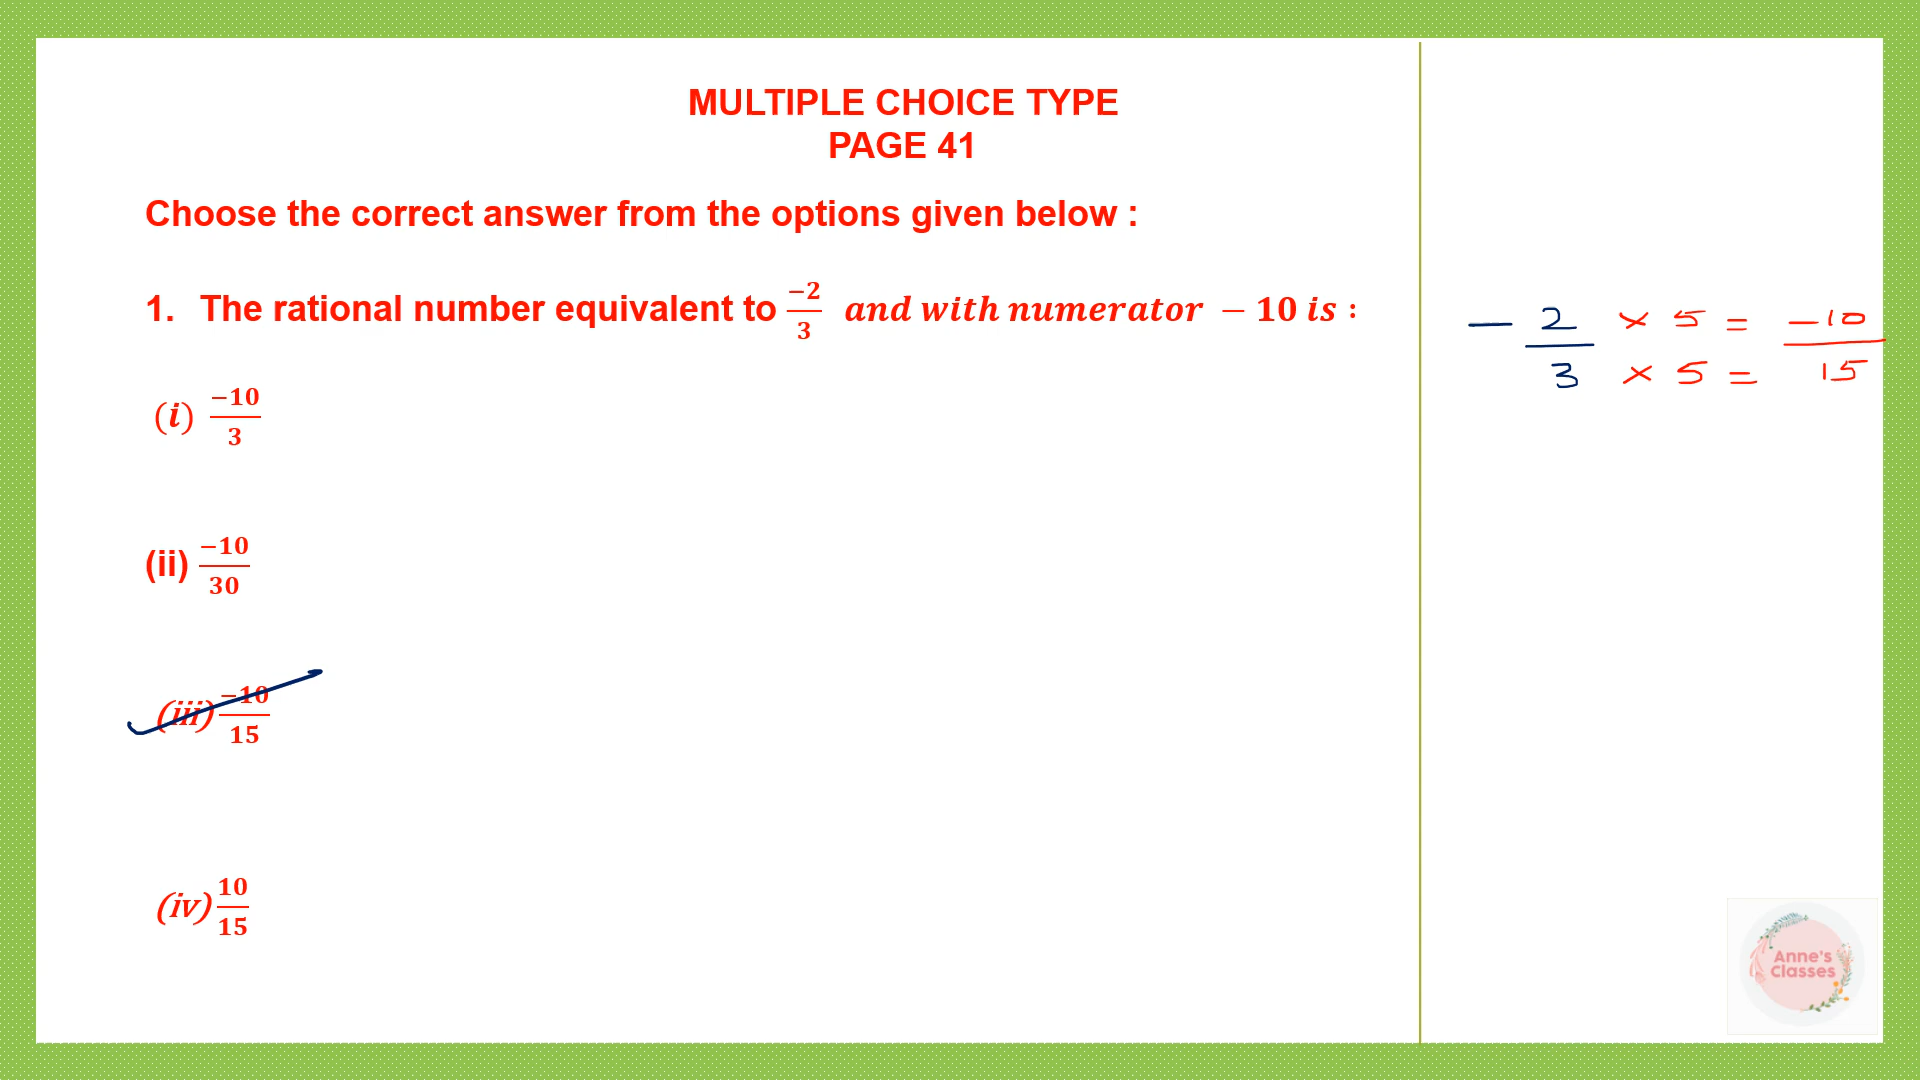 MULTIPLE CHOICE TYPE
PAGE 41
Choose the correct answer from the options given below :
1. The rational number equivalent to −2/3 and with numerator − 10 is :
(i) −10/3
(ii) −10/30
(iii) −10/15
(iv) 10/15
− 2 × 5 = −10
3 × 5 = 15
Anne's
Classes